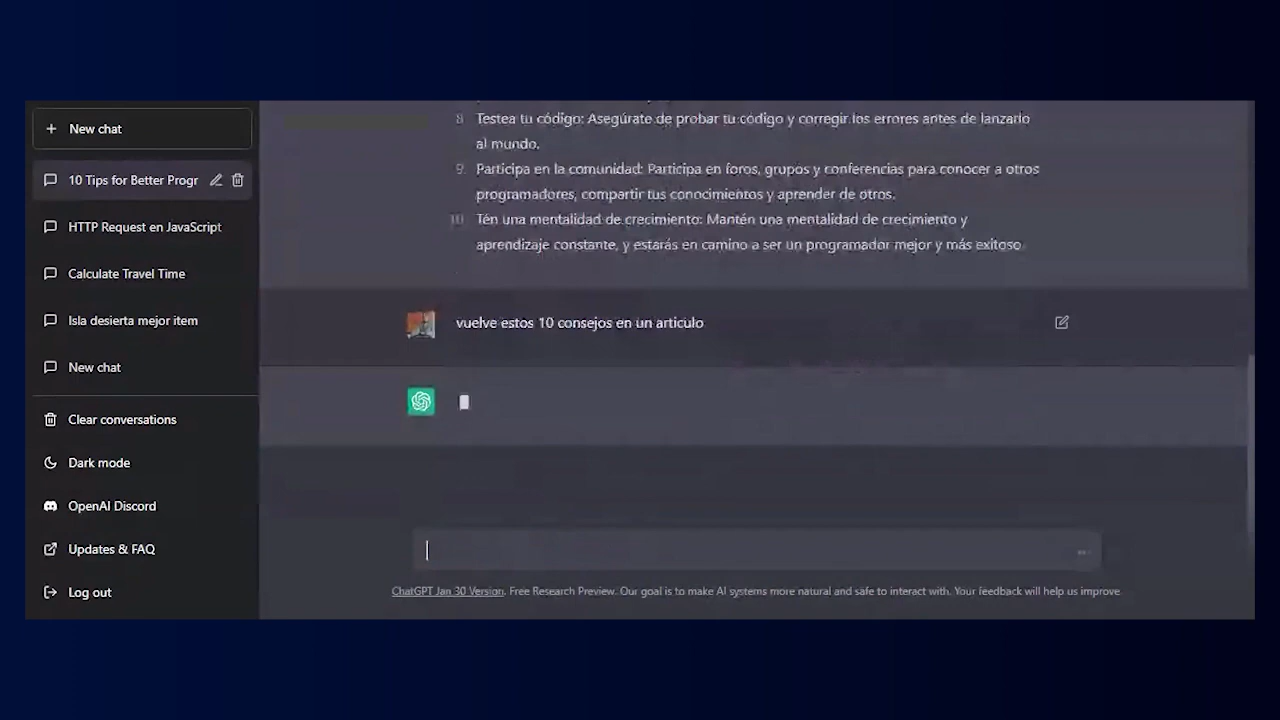 New chat
10 Tips for Better Progr
HTTP Request en JavaScript
Calculate Travel Time
Isla desierta mejor item
New chat
Clear conversations
Dark mode
OpenAI Discord
Updates & FAQ
Log out
8. Testea tu código: Asegúrate de probar tu código y corregir los errores antes de lanzarlo
al mundo.
9. Participa en la comunidad: Participa en foros, grupos y conferencias para conocer a otros
programadores, compartir tus conocimientos y aprender de otros.
10. Tén una mentalidad de crecimiento: Mantén una mentalidad de crecimiento y
aprendizaje constante, y estarás en camino a ser un programador mejor y más exitoso
vuelve estos 10 consejos en un articulo
ChatGPT Jan 30 Version. Free Research Preview. Our goal is to make AI systems more natural and safe to interact with. Your feedback will help us improve.